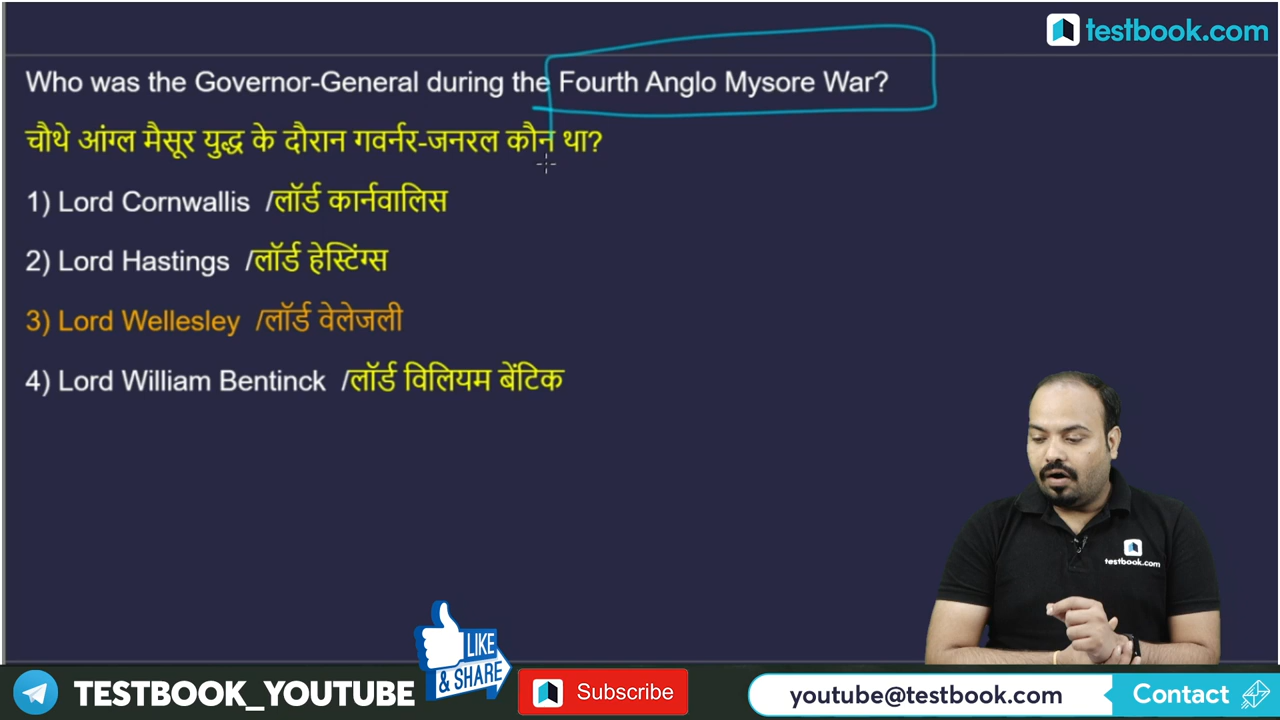 testbook.com
Who was the Governor-General during the Fourth Anglo Mysore War?
चौथे आंग्ल मैसूर युद्ध के दौरान गवर्नर-जनरल कौन था?
1) Lord Cornwallis /लॉर्ड कार्नवालिस
2) Lord Hastings /लॉर्ड हेस्टिंग्स
3) Lord Wellesley /लॉर्ड वेलेजली
4) Lord William Bentinck /लॉर्ड विलियम बेंटिक
testbook.com
LIKE
& SHARE
TESTBOOK_YOUTUBE
Subscribe
youtube@testbook.com
Contact